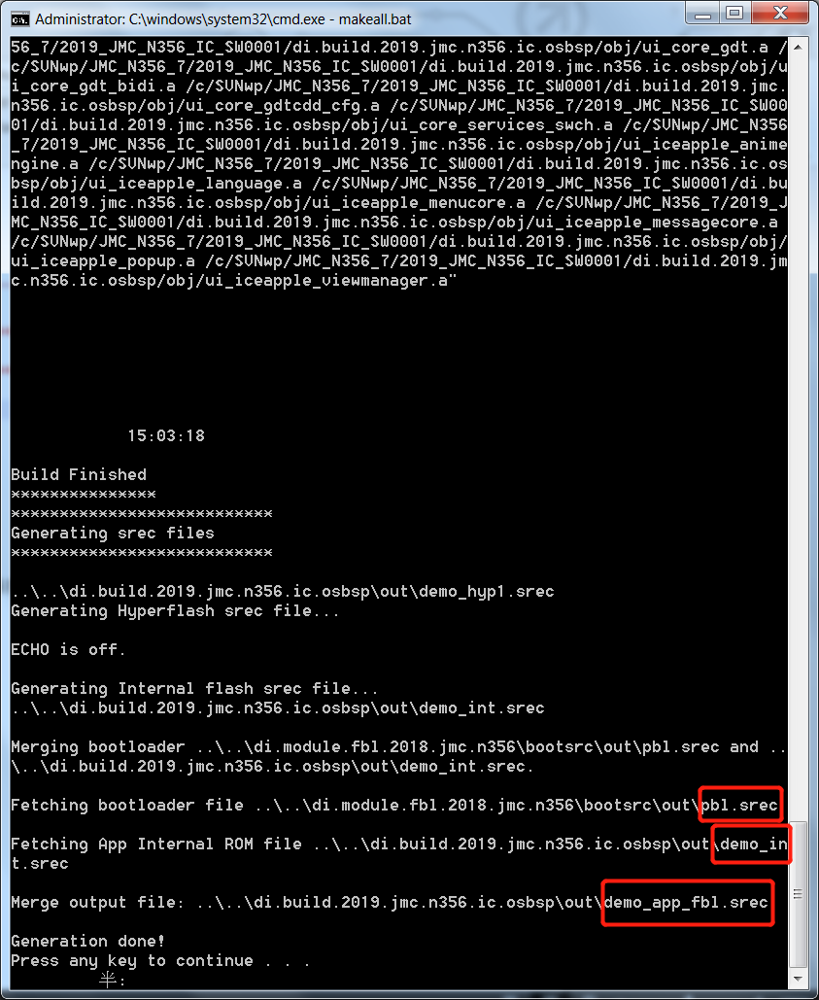 Administrator: C:\windows\system32\cmd.exe - makeall.bat
56_7/2019_JMC_N356_IC_SW0001/di.build.2019.jmc.n356.ic.osbsp/obj/ui_core_gdt.a /
c/SVNwp/JMC_N356_7/2019_JMC_N356_IC_SW0001/di.build.2019.jmc.n356.ic.osbsp/obj/u
i_core_gdt_bidi.a /c/SVNwp/JMC_N356_7/2019_JMC_N356_IC_SW0001/di.build.2019.jmc.
n356.ic.osbsp/obj/ui_core_gdtcdd_cfg.a /c/SVNwp/JMC_N356_7/2019_JMC_N356_IC_SW00
01/di.build.2019.jmc.n356.ic.osbsp/obj/ui_core_services_swch.a /c/SVNwp/JMC_N356
_7/2019_JMC_N356_IC_SW0001/di.build.2019.jmc.n356.ic.osbsp/obj/ui_iceapple_anime
ngine.a /c/SVNwp/JMC_N356_7/2019_JMC_N356_IC_SW0001/di.build.2019.jmc.n356.ic.os
bsp/obj/ui_iceapple_language.a /c/SVNwp/JMC_N356_7/2019_JMC_N356_IC_SW0001/di.bu
ild.2019.jmc.n356.ic.osbsp/obj/ui_iceapple_menucore.a /c/SVNwp/JMC_N356_7/2019_J
MC_N356_IC_SW0001/di.build.2019.jmc.n356.ic.osbsp/obj/ui_iceapple_messagecore.a
/c/SVNwp/JMC_N356_7/2019_JMC_N356_IC_SW0001/di.build.2019.jmc.n356.ic.osbsp/obj/
ui_iceapple_popup.a /c/SVNwp/JMC_N356_7/2019_JMC_N356_IC_SW0001/di.build.2019.jm
c.n356.ic.osbsp/obj/ui_iceapple_viewmanager.a"
15:03:18
Build Finished
***************
***************************
Generating srec files
***************************
..\..\di.build.2019.jmc.n356.ic.osbsp\out\demo_hyp1.srec
Generating Hyperflash srec file...
ECHO is off.
Generating Internal flash srec file...
..\..\di.build.2019.jmc.n356.ic.osbsp\out\demo_int.srec
Merging bootloader ..\..\di.module.fbl.2018.jmc.n356\bootsrc\out\pbl.srec and ..
\..\di.build.2019.jmc.n356.ic.osbsp\out\demo_int.srec.
Fetching bootloader file ..\..\di.module.fbl.2018.jmc.n356\bootsrc\out\pbl.srec
Fetching App Internal ROM file ..\..\di.build.2019.jmc.n356.ic.osbsp\out\demo_in
t.srec
Merge output file: ..\..\di.build.2019.jmc.n356.ic.osbsp\out\demo_app_fbl.srec
Generation done!
Press any key to continue . . .
半: